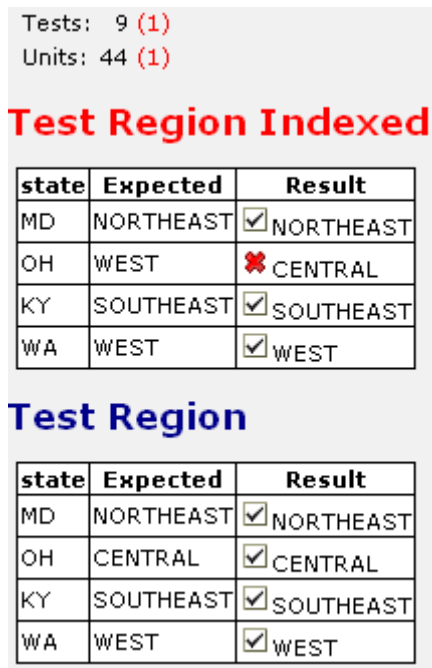 Tests: 9 (1)
Units: 44 (1)
Test Region Indexed
state Expected Result
MD NORTHEAST NORTHEAST
OH WEST CENTRAL
KY SOUTHEAST SOUTHEAST
WA WEST WEST
Test Region
state Expected Result
MD NORTHEAST NORTHEAST
OH CENTRAL CENTRAL
KY SOUTHEAST SOUTHEAST
WA WEST WEST